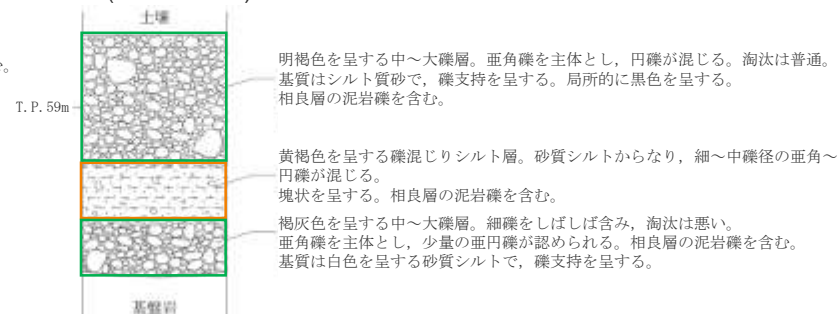 土壌
明褐色を呈する中～大礫層。亜角礫を主体とし，円礫が混じる。淘汰は普通。
基質はシルト質砂で，礫支持を呈する。局所的に黒色を呈する。
相良層の泥岩礫を含む。
T.P.59m
黄褐色を呈する礫混じりシルト層。砂質シルトからなり，細～中礫径の亜角～
円礫が混じる。
塊状を呈する。相良層の泥岩礫を含む。
褐灰色を呈する中～大礫層。細礫をしばしば含み，淘汰は悪い。
亜角礫を主体とし，少量の亜円礫が認められる。相良層の泥岩礫を含む。
基質は白色を呈する砂質シルトで，礫支持を呈する。
基盤岩